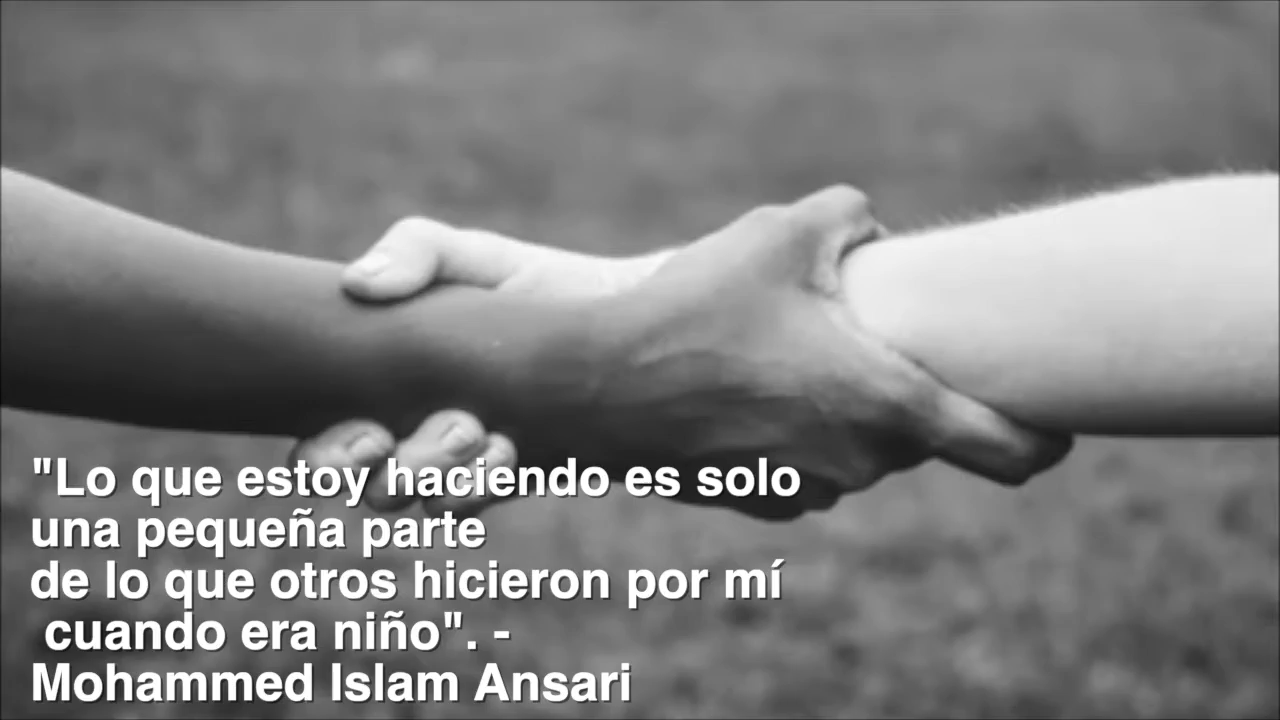 "Lo que estoy haciendo es solo
una pequeña parte
de lo que otros hicieron por mí
cuando era niño". -
Mohammed Islam Ansari